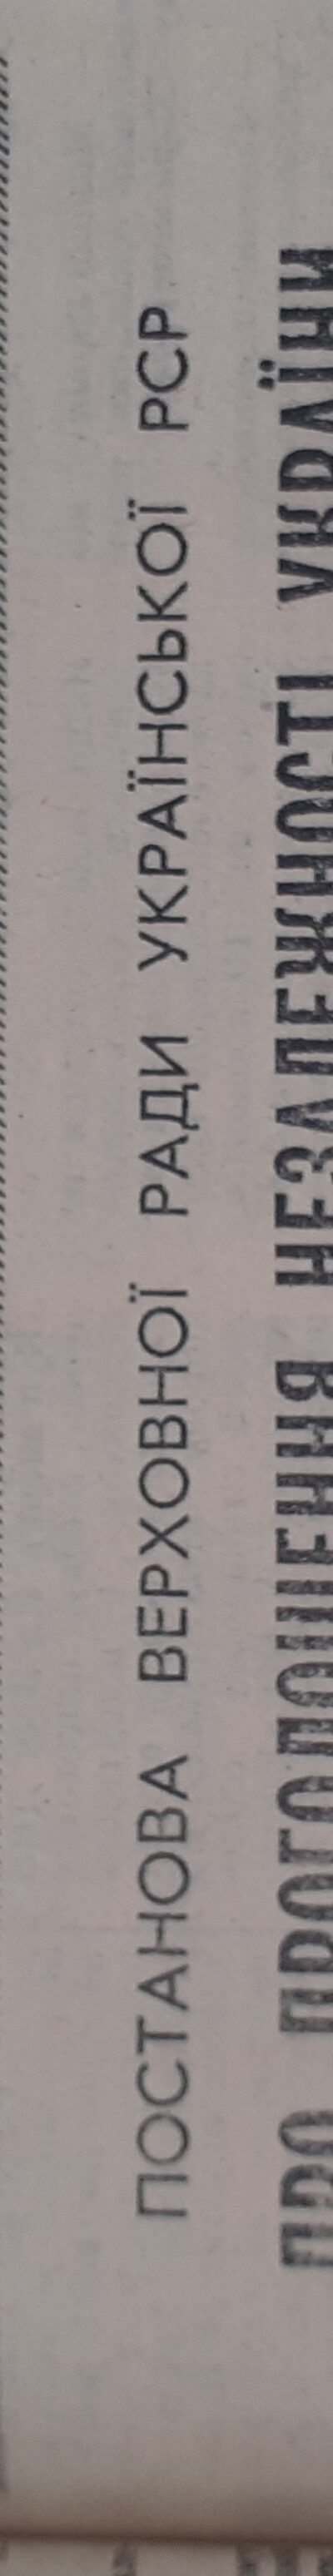 ПОСТАНОВА ВЕРХОВНОЇ РАДИ УКРАЇНСЬКОЇ РСР
ПРО ПРОГОЛОШЕННЯ НЕЗАЛЕЖНОСТІ УКРАЇНИ